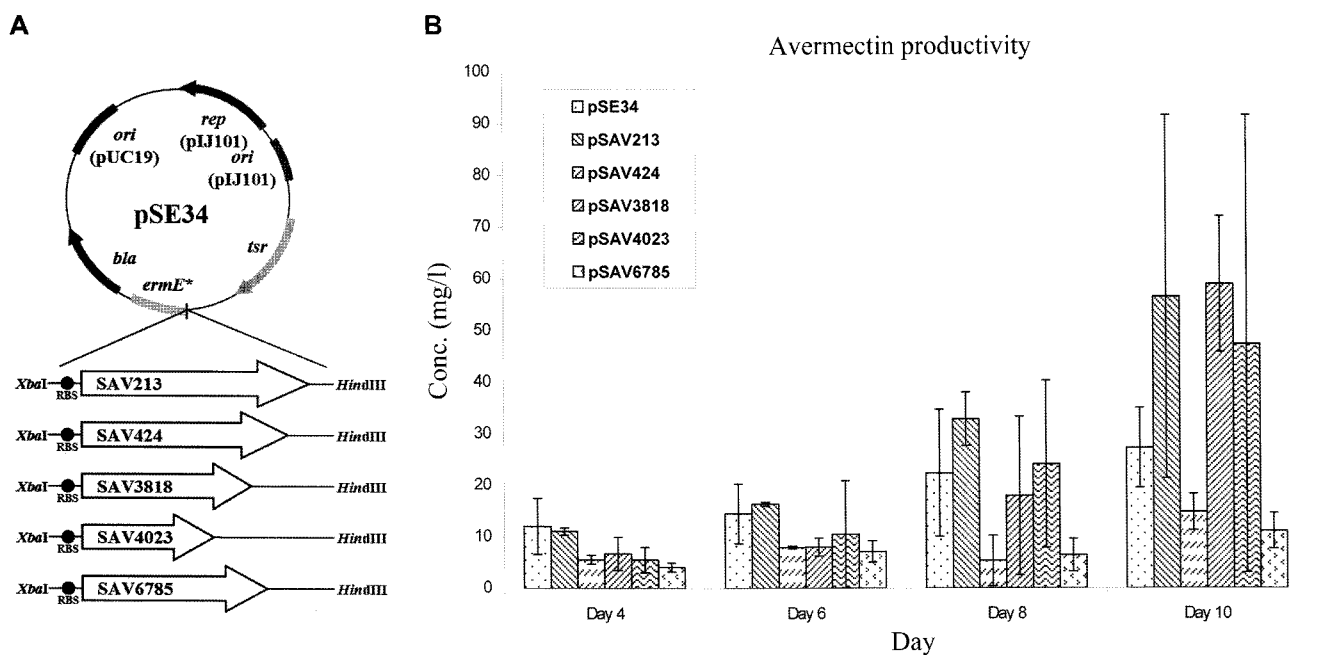 A
ori
(pUC19)
rep
(pIJ101)
ori
(pIJ101)
pSE34
tsr
bla
ermE*
XbaI
RBS
SAV213
HindIII
XbaI
RBS
SAV424
HindIII
XbaI
RBS
SAV3818
HindIII
XbaI
RBS
SAV4023
HindIII
XbaI
RBS
SAV6785
HindIII
B
Avermectin productivity
Conc. (mg/l)
100
90
80
70
60
50
40
30
20
10
0
pSE34
pSAV213
pSAV424
pSAV3818
pSAV4023
pSAV6785
Day 4
Day 6
Day 8
Day 10
Day